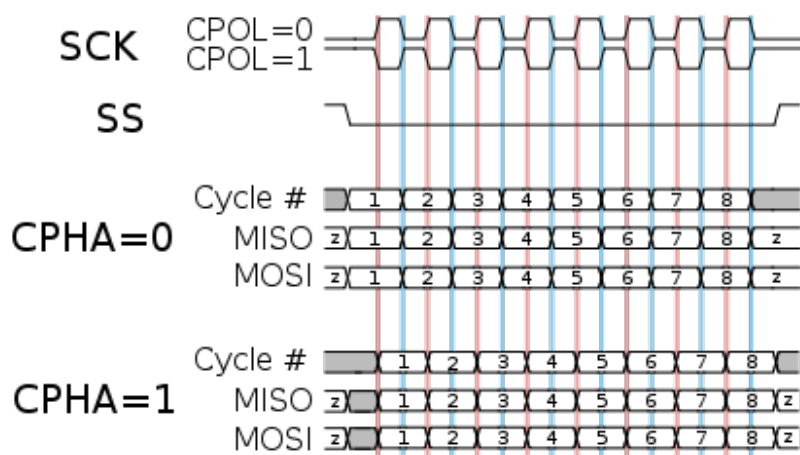 CPOL=0
SCK
CPOL=1
SS
Cycle # 1 2 3 4 5 6 7 8
CPHA=0
MISO z 1 2 3 4 5 6 7 8 z
MOSI z 1 2 3 4 5 6 7 8 z
Cycle # 1 2 3 4 5 6 7 8
CPHA=1
MISO z 1 2 3 4 5 6 7 8 z
MOSI z 1 2 3 4 5 6 7 8 z